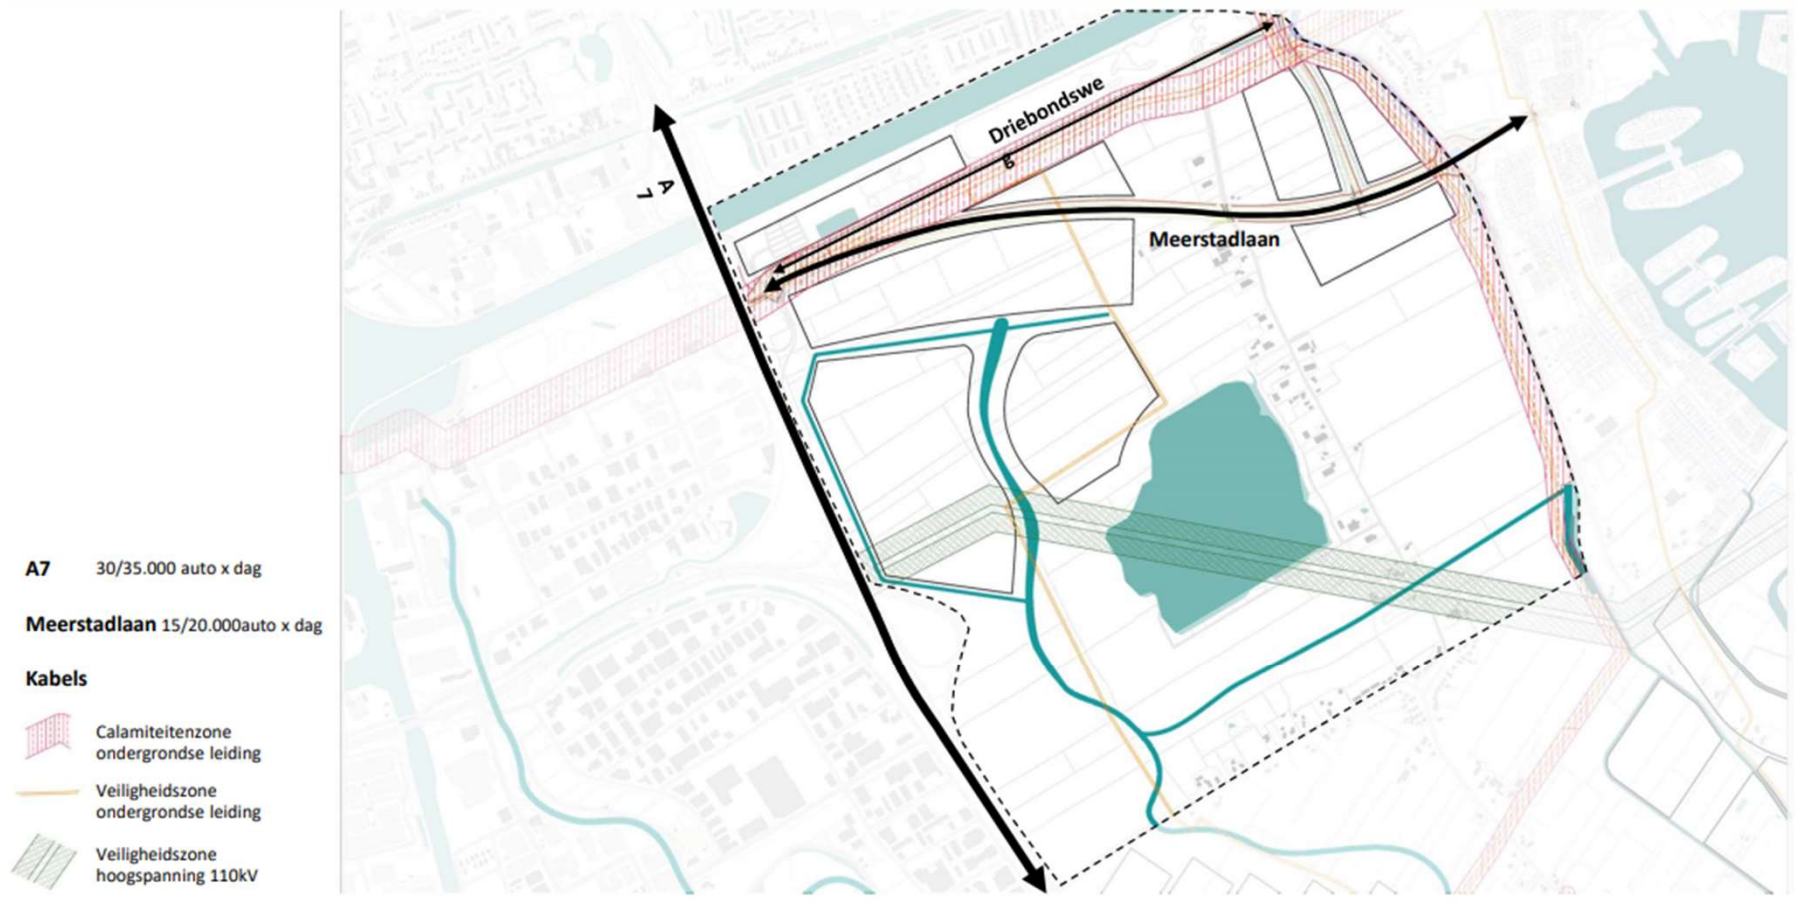 Driebondswe
g
A
7
Meerstadlaan
A7 30/35.000 auto x dag
Meerstadlaan 15/20.000auto x dag
Kabels
Calamiteitenzone
ondergrondse leiding
Veiligheidszone
ondergrondse leiding
Veiligheidszone
hoogspanning 110kV